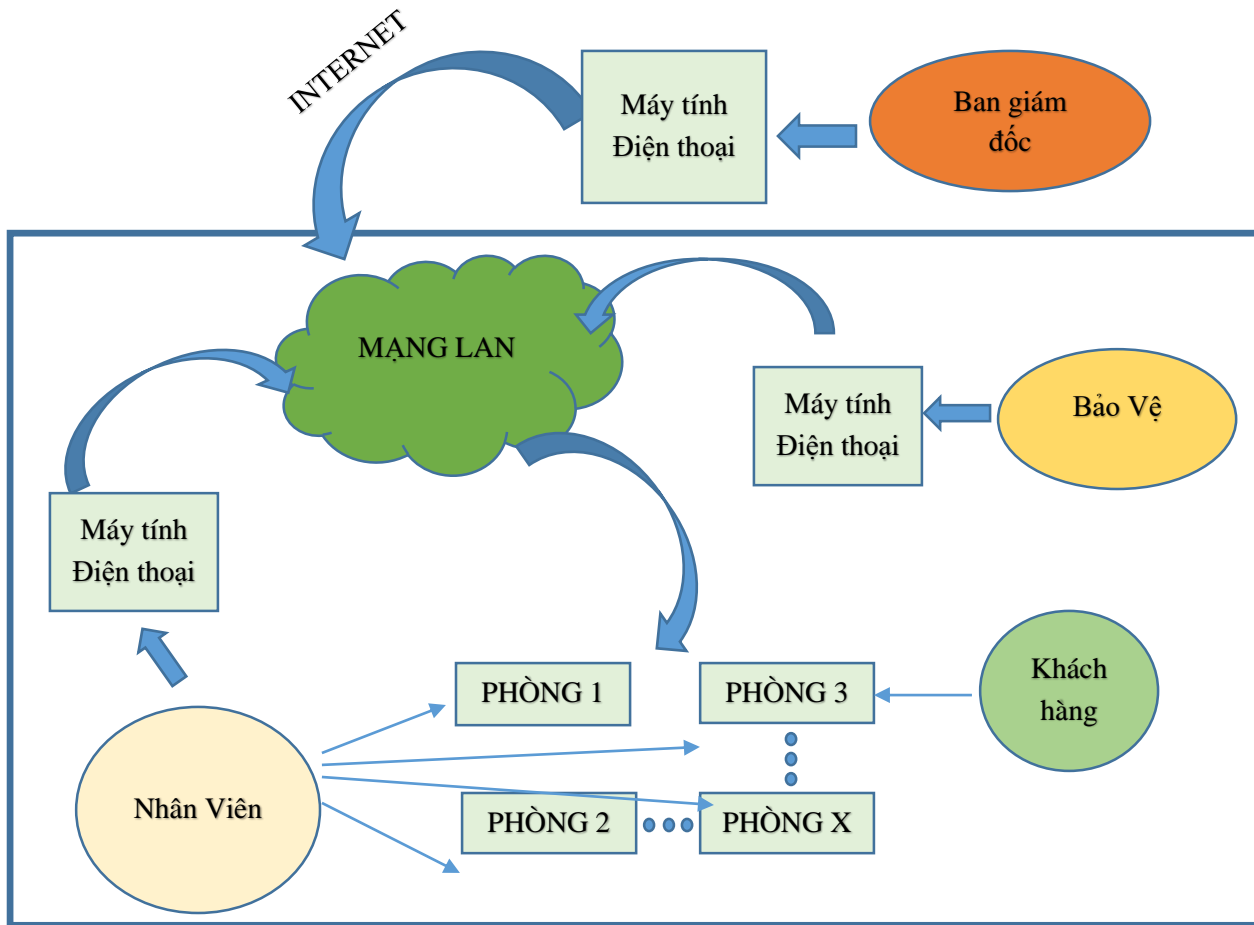 INTERNET
Máy tính
Điện thoại
Ban giám
đốc
MẠNG LAN
Máy tính
Điện thoại
Bảo Vệ
Máy tính
Điện thoại
PHÒNG 1
PHÒNG 3
Khách
hàng
Nhân Viên
PHÒNG 2
PHÒNG X